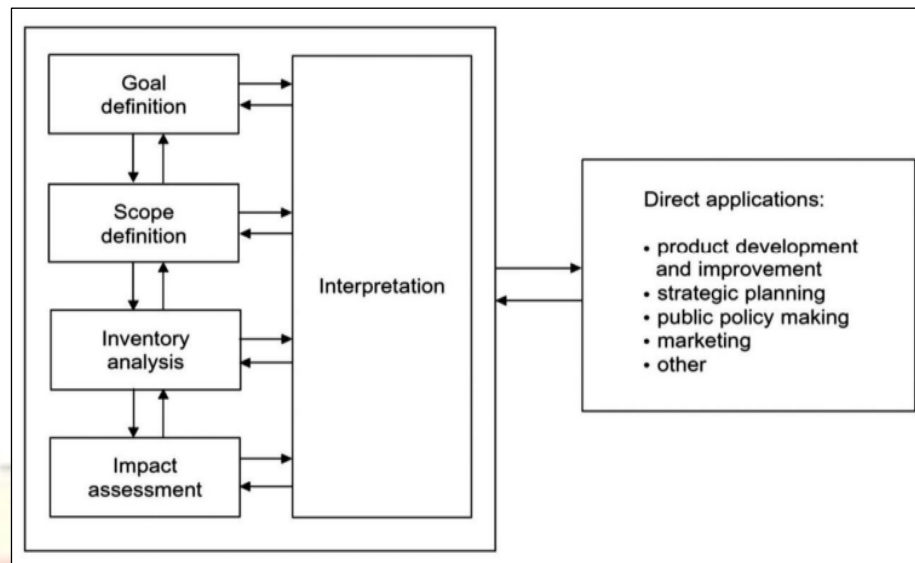 Goal
definition
Scope
definition
Inventory
analysis
Impact
assessment
Interpretation
Direct applications:
• product development
and improvement
• strategic planning
• public policy making
• marketing
• other